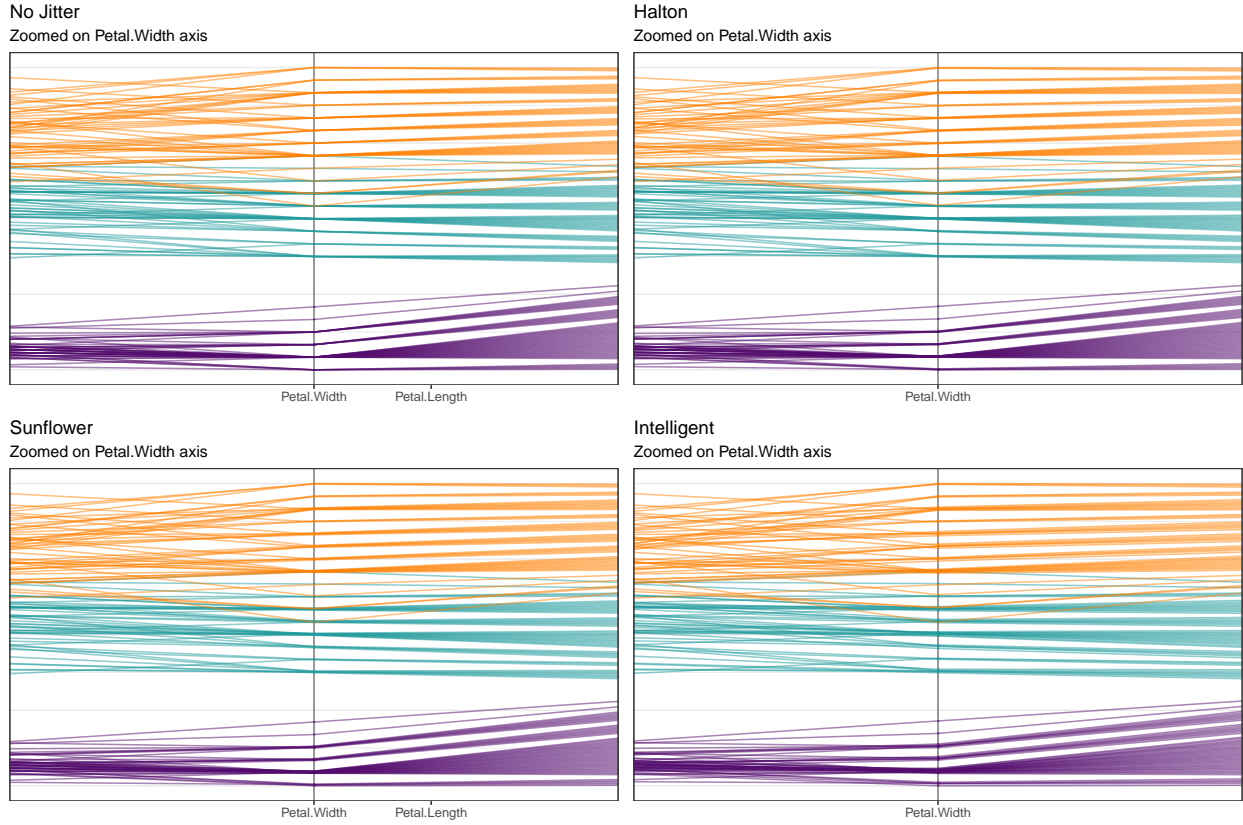 No Jitter
Zoomed on Petal.Width axis
Petal.Width
Petal.Length
Halton
Zoomed on Petal.Width axis
Petal.Width
Sunflower
Zoomed on Petal.Width axis
Petal.Width
Petal.Length
Intelligent
Zoomed on Petal.Width axis
Petal.Width